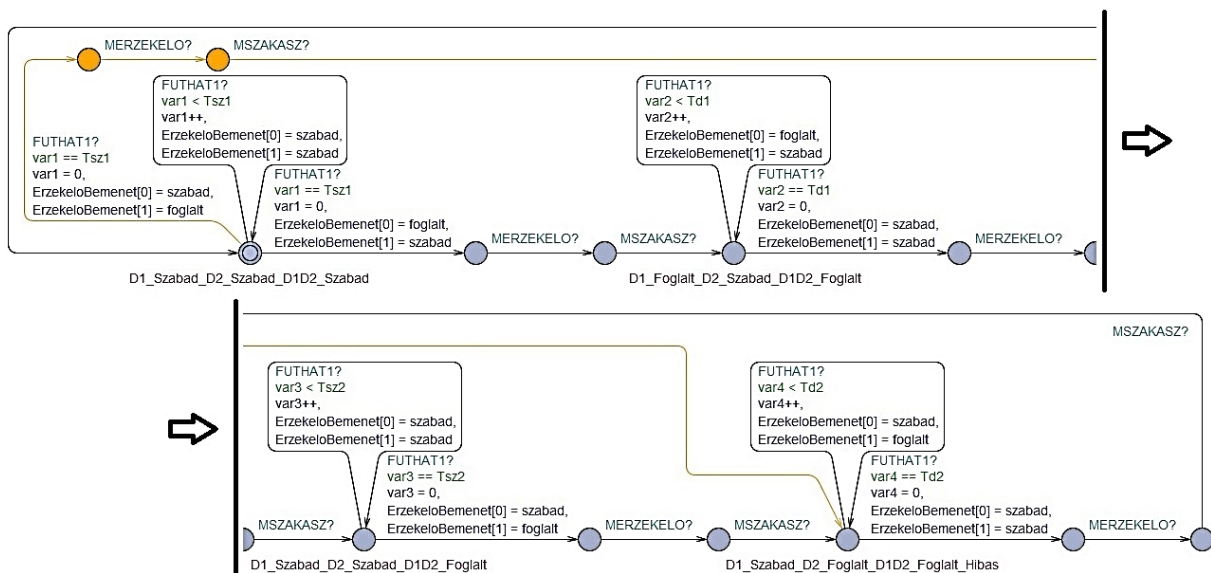 MERZEKELO?
MSZAKASZ?
FUTHAT1?
var1 < Tsz1
var1++,
ErzekeloBemenet[0] = szabad,
ErzekeloBemenet[1] = szabad
FUTHAT1?
var2 < Td1
var2++,
ErzekeloBemenet[0] = foglalt,
ErzekeloBemenet[1] = szabad
FUTHAT1?
var1 == Tsz1
var1 = 0,
ErzekeloBemenet[0] = szabad,
ErzekeloBemenet[1] = foglalt
FUTHAT1?
var1 == Tsz1
var1 = 0,
ErzekeloBemenet[0] = foglalt,
ErzekeloBemenet[1] = szabad
FUTHAT1?
var2 == Td1
var2 = 0,
ErzekeloBemenet[0] = szabad,
ErzekeloBemenet[1] = szabad
MERZEKELO?
MSZAKASZ?
MERZEKELO?
D1_Szabad_D2_Szabad_D1D2_Szabad
D1_Foglalt_D2_Szabad_D1D2_Foglalt
MSZAKASZ?
FUTHAT1?
var3 < Tsz2
var3++,
ErzekeloBemenet[0] = szabad,
ErzekeloBemenet[1] = szabad
FUTHAT1?
var4 < Td2
var4++,
ErzekeloBemenet[0] = szabad,
ErzekeloBemenet[1] = foglalt
FUTHAT1?
var3 == Tsz2
var3 = 0,
ErzekeloBemenet[0] = szabad,
ErzekeloBemenet[1] = foglalt
FUTHAT1?
var4 == Td2
var4 = 0,
ErzekeloBemenet[0] = szabad,
ErzekeloBemenet[1] = szabad
MSZAKASZ?
MERZEKELO?
MSZAKASZ?
MERZEKELO?
D1_Szabad_D2_Szabad_D1D2_Foglalt
D1_Szabad_D2_Foglalt_D1D2_Foglalt_Hibas